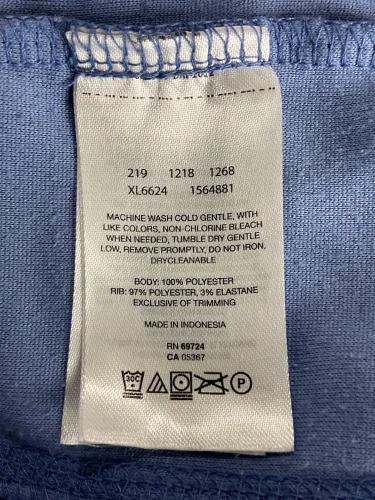 219 1218 1268
XL6624 1564881
MACHINE WASH COLD GENTLE, WITH
LIKE COLORS, NON-CHLORINE BLEACH
WHEN NEEDED, TUMBLE DRY GENTLE
LOW, REMOVE PROMPTLY, DO NOT IRON.
DRYCLEANABLE
BODY: 100% POLYESTER
RIB: 97% POLYESTER, 3% ELASTANE
EXCLUSIVE OF TRIMMING
MADE IN INDONESIA
RN 69724
CA 05367
30C P